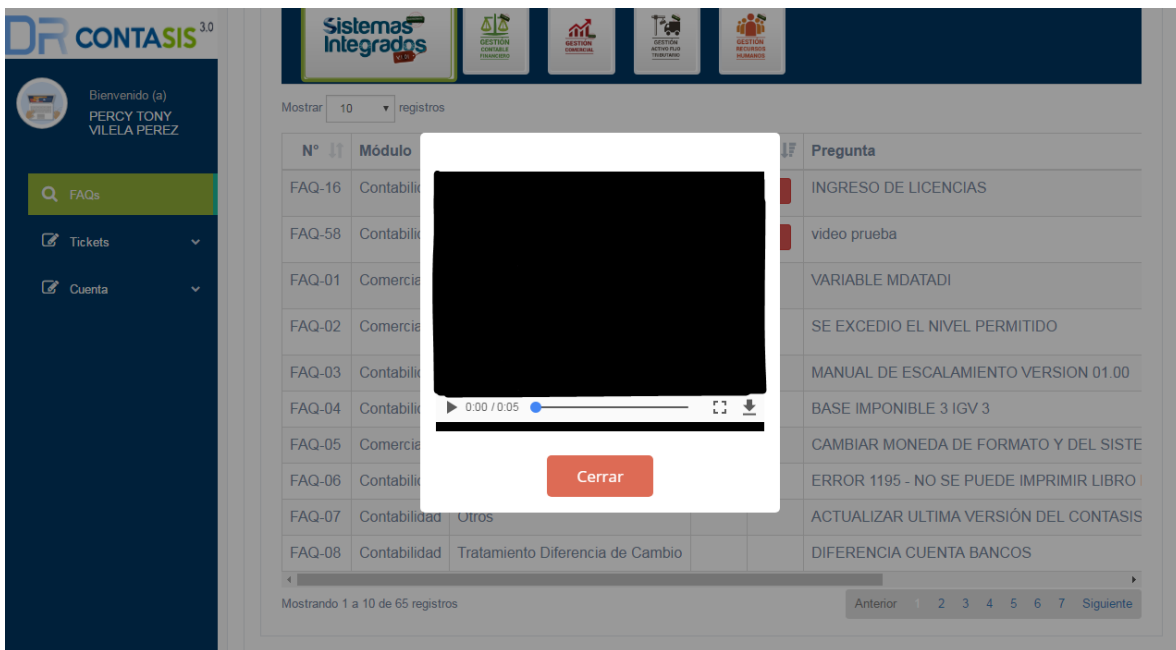 DR CONTASIS 3.0
Sistemas
Integrados
GESTIÓN
CONTABLE
FINANCIERO
GESTIÓN
COMERCIAL
GESTIÓN
ACTIVO FIJO
TRIBUTARIO
GESTIÓN
RECURSOS
HUMANOS
Bienvenido (a)
PERCY TONY
VILELA PEREZ
FAQs
Tickets
Cuenta
Mostrar 10 registros
N° Módulo Pregunta
FAQ-16 Contabilid INGRESO DE LICENCIAS
FAQ-58 Contabilid video prueba
FAQ-01 Comercia VARIABLE MDATADI
FAQ-02 Comercia SE EXCEDIO EL NIVEL PERMITIDO
FAQ-03 Contabilid MANUAL DE ESCALAMIENTO VERSION 01.00
FAQ-04 Contabilid BASE IMPONIBLE 3 IGV 3
FAQ-05 Comercia CAMBIAR MONEDA DE FORMATO Y DEL SISTE
FAQ-06 Contabilid ERROR 1195 - NO SE PUEDE IMPRIMIR LIBRO
FAQ-07 Contabilidad Otros ACTUALIZAR ULTIMA VERSIÓN DEL CONTASIS
FAQ-08 Contabilidad Tratamiento Diferencia de Cambio DIFERENCIA CUENTA BANCOS
0:00 / 0:05
Cerrar
Mostrando 1 a 10 de 65 registros
Anterior 1 2 3 4 5 6 7 Siguiente